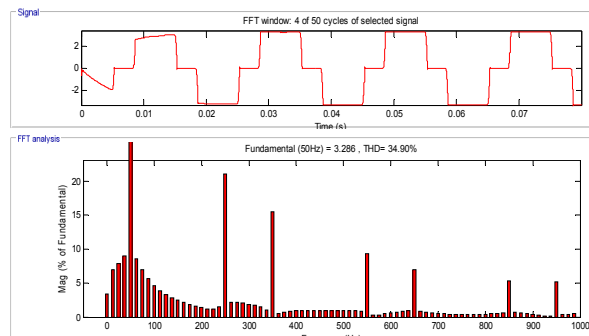 Signal
FFT window: 4 of 50 cycles of selected signal
2
0
-2
0 0.01 0.02 0.03 0.04 0.05 0.06 0.07
Time (s)
FFT analysis
Fundamental (50Hz) = 3.286 , THD= 34.90%
Mag (% of Fundamental)
20
15
10
5
0
0 100 200 300 400 500 600 700 800 900 1000